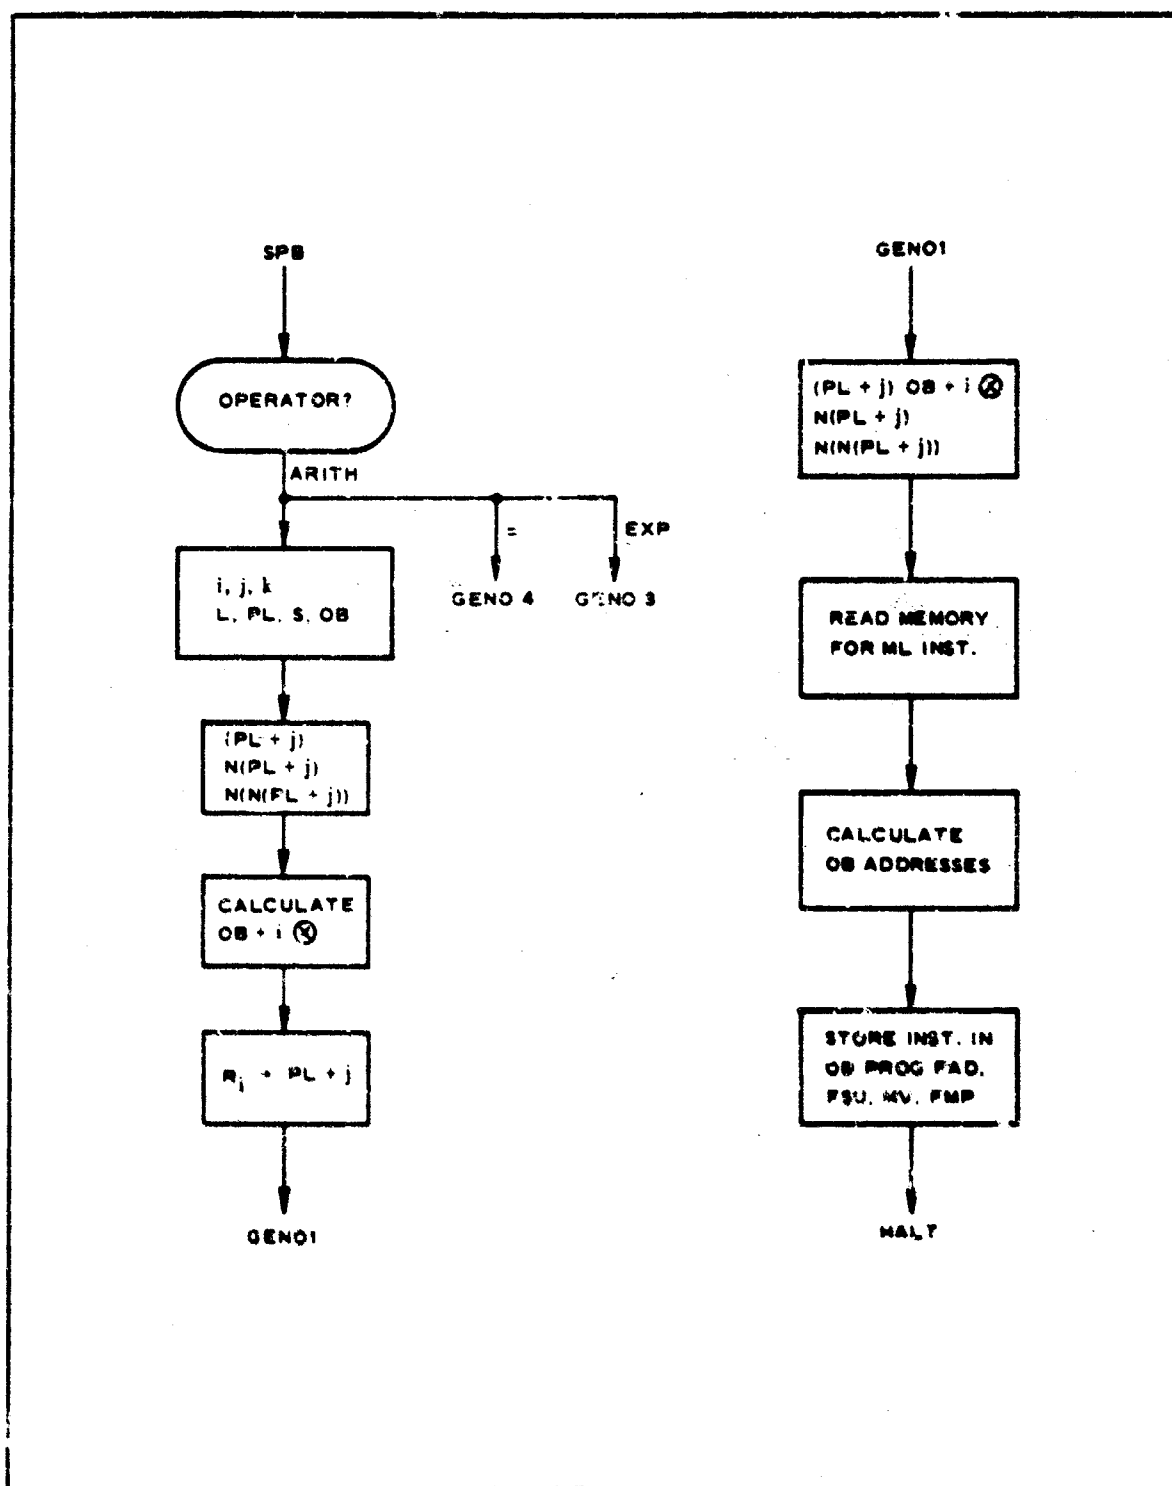 SPB
OPERATOR?
ARITH
=
EXP
GENO 4
GENO 3
i, j, k
L, PL, S, OB
(PL + j)
N(PL + j)
N(N(PL + j))
CALCULATE
OB + i ⊗
PL + j
GENO1
GENO1
(PL + j) OB + i ⊗
N(PL + j)
N(N(PL + j))
READ MEMORY
FOR ML INST.
CALCULATE
OB ADDRESSES
STORE INST. IN
OB PROG FAD,
FSU, MV, FMP
HALT